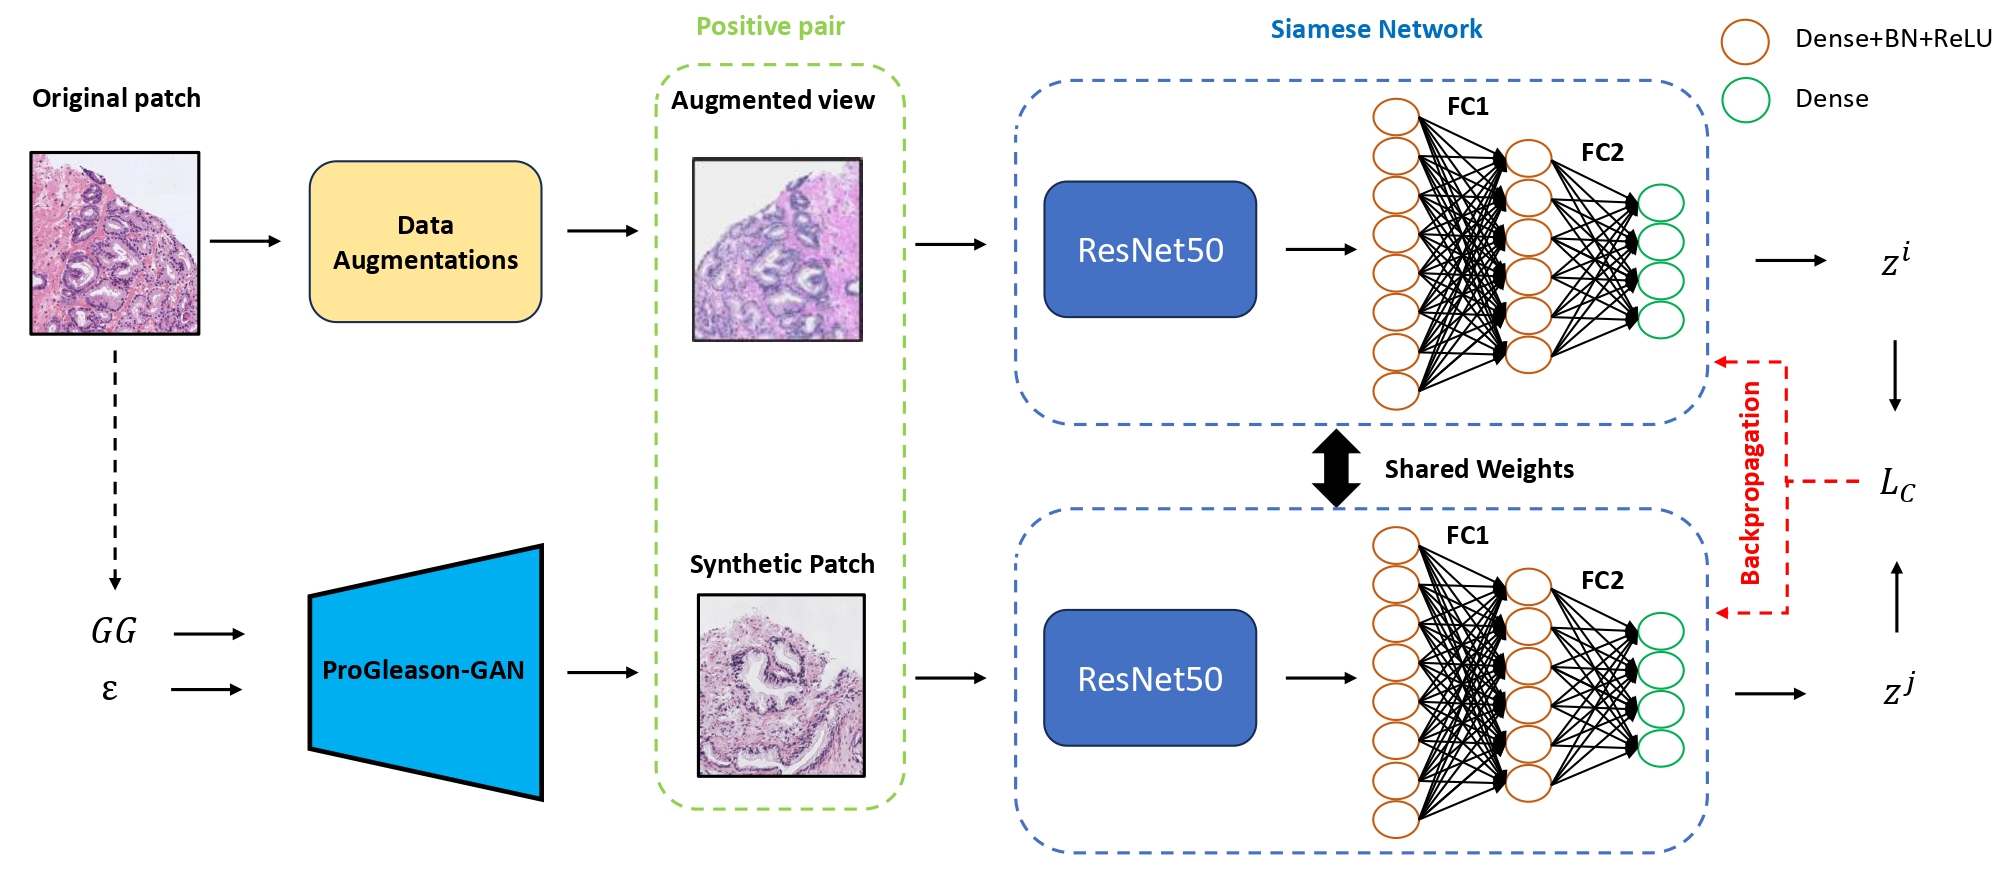 Positive pair
Siamese Network
Dense+BN+ReLU
Dense
Original patch
Augmented view
FC1
FC2
Data
Augmentations
ResNet50
z^i
Shared Weights
Backpropagation
L_C
Synthetic Patch
FC1
FC2
GG
ε
ProGleason-GAN
ResNet50
z^j